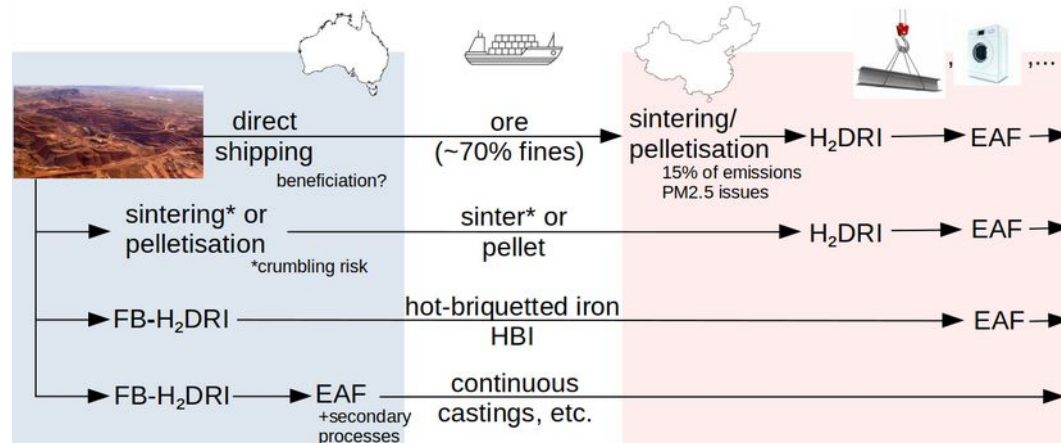 , ,...
direct
shipping
beneficiation?
ore
(~70% fines)
sintering/
pelletisation
15% of emissions
PM2.5 issues
H₂DRI
EAF
sintering* or
pelletisation
*crumbling risk
sinter* or
pellet
H₂DRI
EAF
FB-H₂DRI
hot-briquetted iron
HBI
EAF
FB-H₂DRI
EAF
+secondary
processes
continuous
castings, etc.